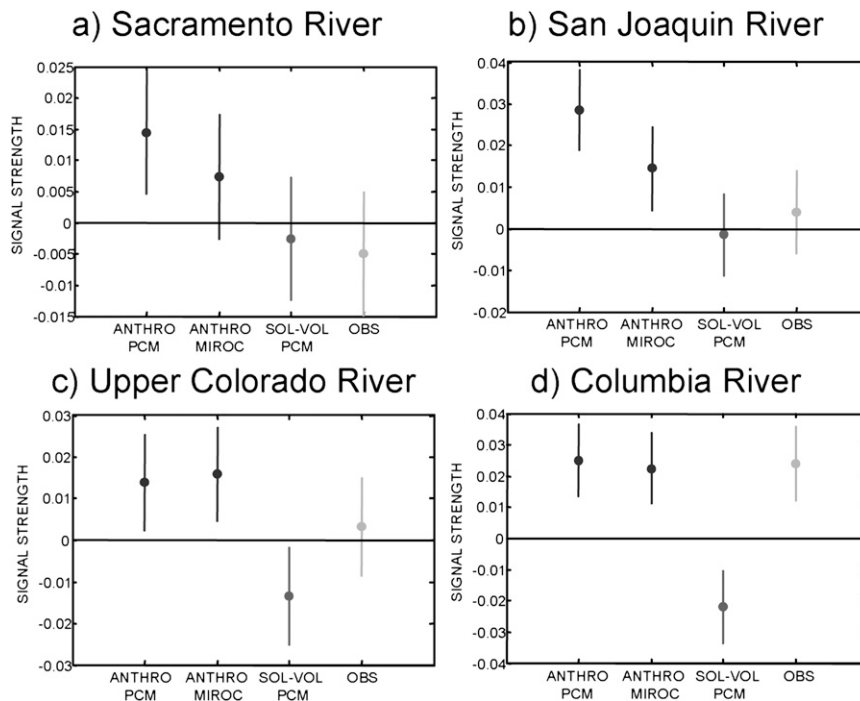 a) Sacramento River
SIGNAL STRENGTH
0.025
0.02
0.015
0.01
0.005
0
-0.005
-0.01
-0.015
ANTHRO PCM
ANTHRO MIROC
SOL-VOL PCM
OBS
b) San Joaquin River
SIGNAL STRENGTH
0.04
0.03
0.02
0.01
0
-0.01
-0.02
ANTHRO PCM
ANTHRO MIROC
SOL-VOL PCM
OBS
c) Upper Colorado River
SIGNAL STRENGTH
0.03
0.02
0.01
0
-0.01
-0.02
-0.03
ANTHRO PCM
ANTHRO MIROC
SOL-VOL PCM
OBS
d) Columbia River
SIGNAL STRENGTH
0.04
0.03
0.02
0.01
0
-0.01
-0.02
-0.03
-0.04
ANTHRO PCM
ANTHRO MIROC
SOL-VOL PCM
OBS